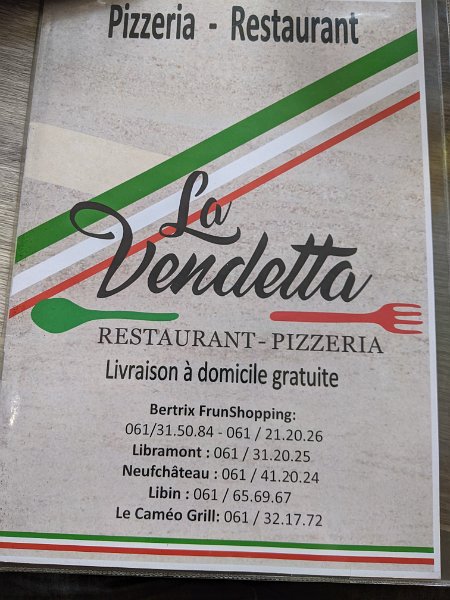 Pizzeria - Restaurant
La
Vendetta
RESTAURANT-PIZZERIA
Livraison à domicile gratuite
Bertrix FrunShopping:
061/31.50.84 - 061 / 21.20.26
Libramont : 061 / 31.20.25
Neufchâteau : 061 / 41.20.24
Libin : 061 / 65.69.67
Le Caméo Grill: 061 / 32.17.72